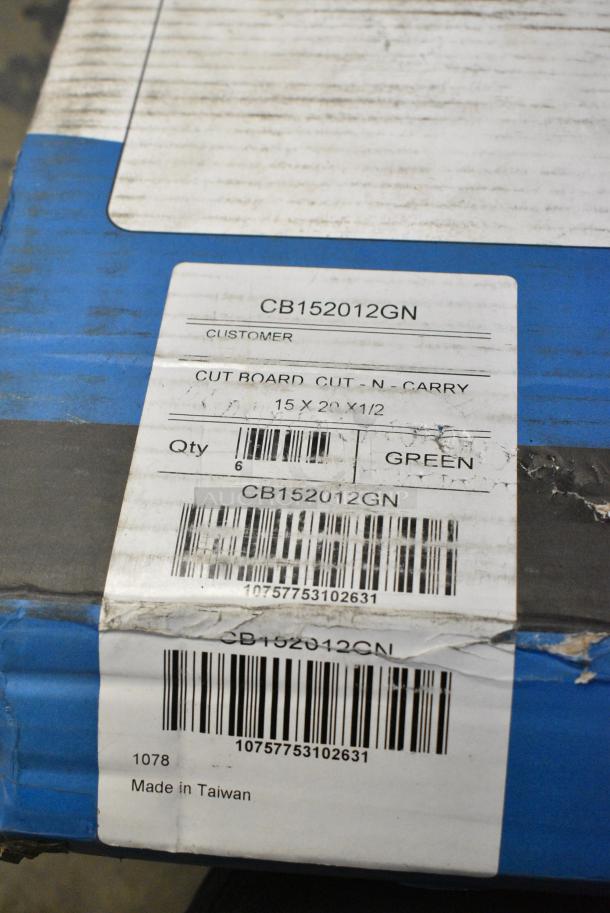 CB152012GN
CUSTOMER
CUT BOARD, CUT - N - CARRY
15 X 20 X1/2
Qty
6
GREEN
CB152012GN
10757753102631
CB152012GN
10757753102631
1078
Made in Taiwan